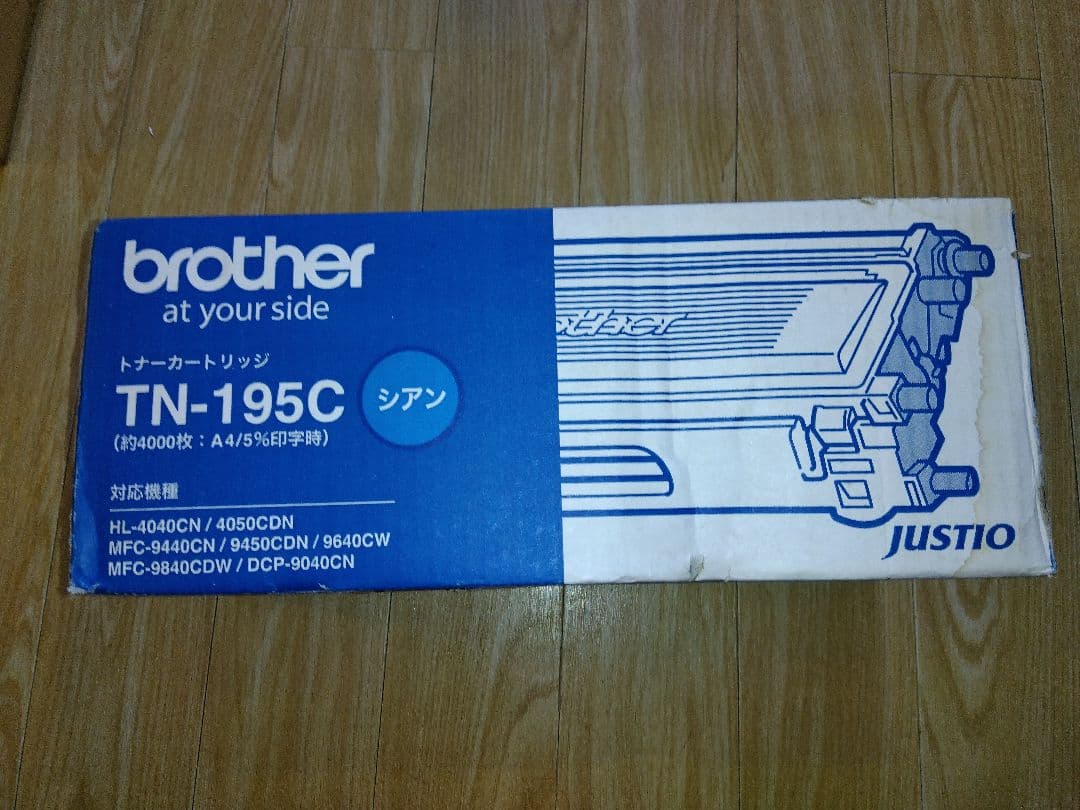 brother
at your side
トナーカートリッジ
TN-195C
シアン
(約4000枚：A4/5%印字時)
対応機種
HL-4040CN / 4050CDN
MFC-9440CN / 9450CDN / 9640CW
MFC-9840CDW / DCP-9040CN
brother
JUSTIO